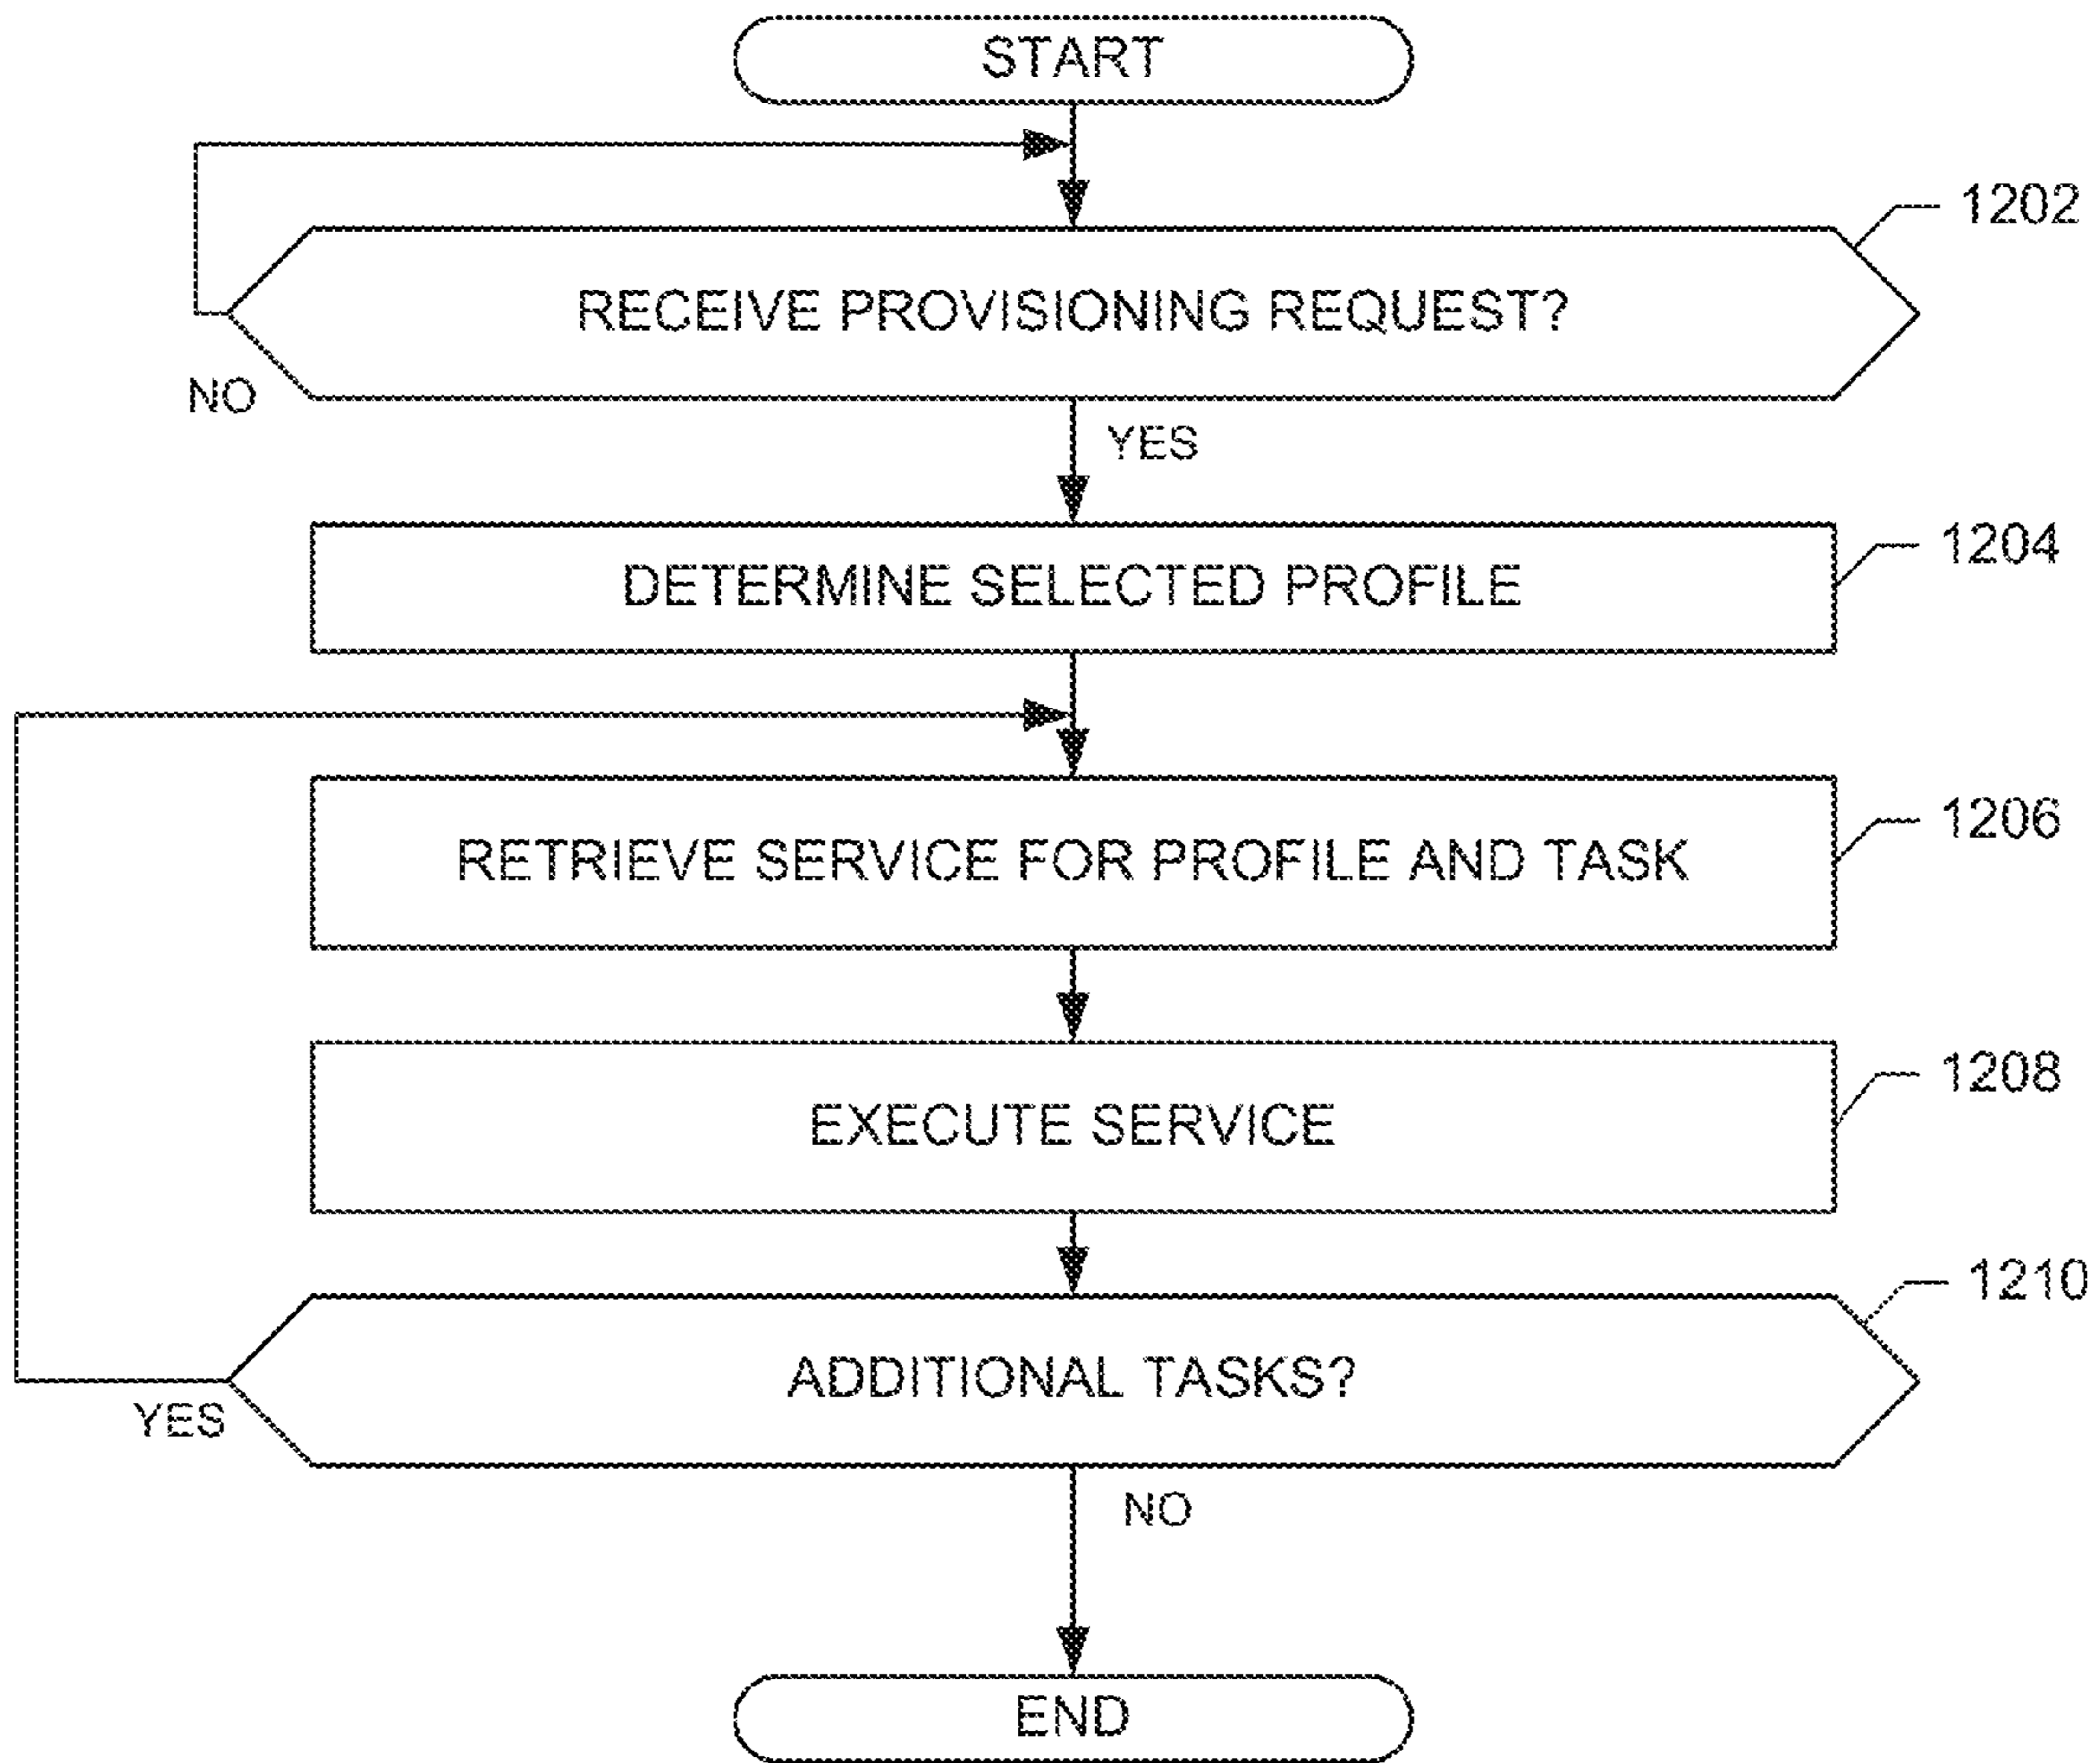 START
1202
RECEIVE PROVISIONING REQUEST?
NO
YES
1204
DETERMINE SELECTED PROFILE
1206
RETRIEVE SERVICE FOR PROFILE AND TASK
1208
EXECUTE SERVICE
1210
ADDITIONAL TASKS?
YES
NO
END